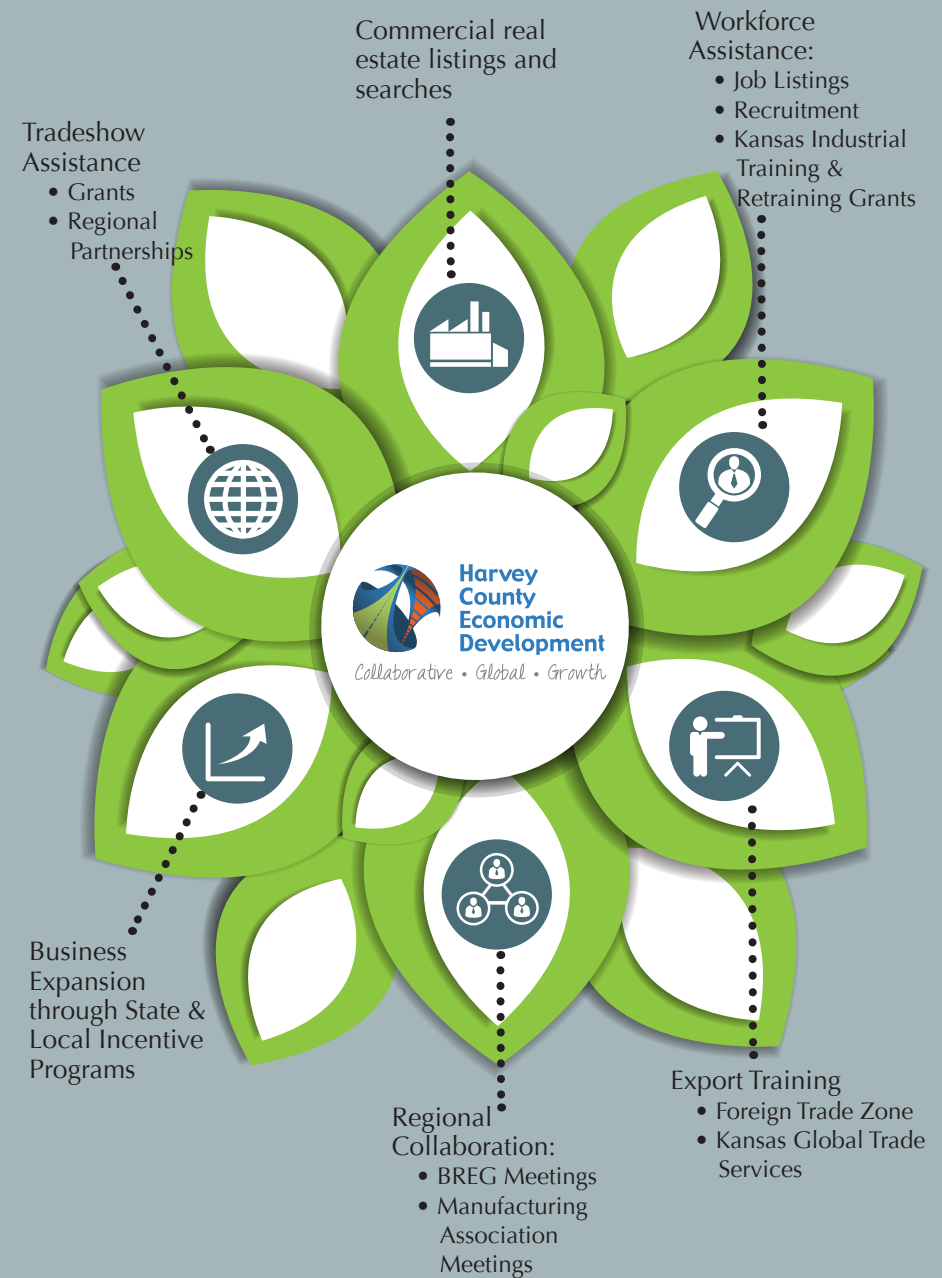 Commercial real
estate listings and
searches
Workforce
Assistance:
• Job Listings
• Recruitment
• Kansas Industrial
Training &
Retraining Grants
Tradeshow
Assistance
• Grants
• Regional
Partnerships
Harvey
County
Economic
Development
Collaborative • Global • Growth
Business
Expansion
through State &
Local Incentive
Programs
Regional
Collaboration:
• BREG Meetings
• Manufacturing
Association
Meetings
Export Training
• Foreign Trade Zone
• Kansas Global Trade
Services